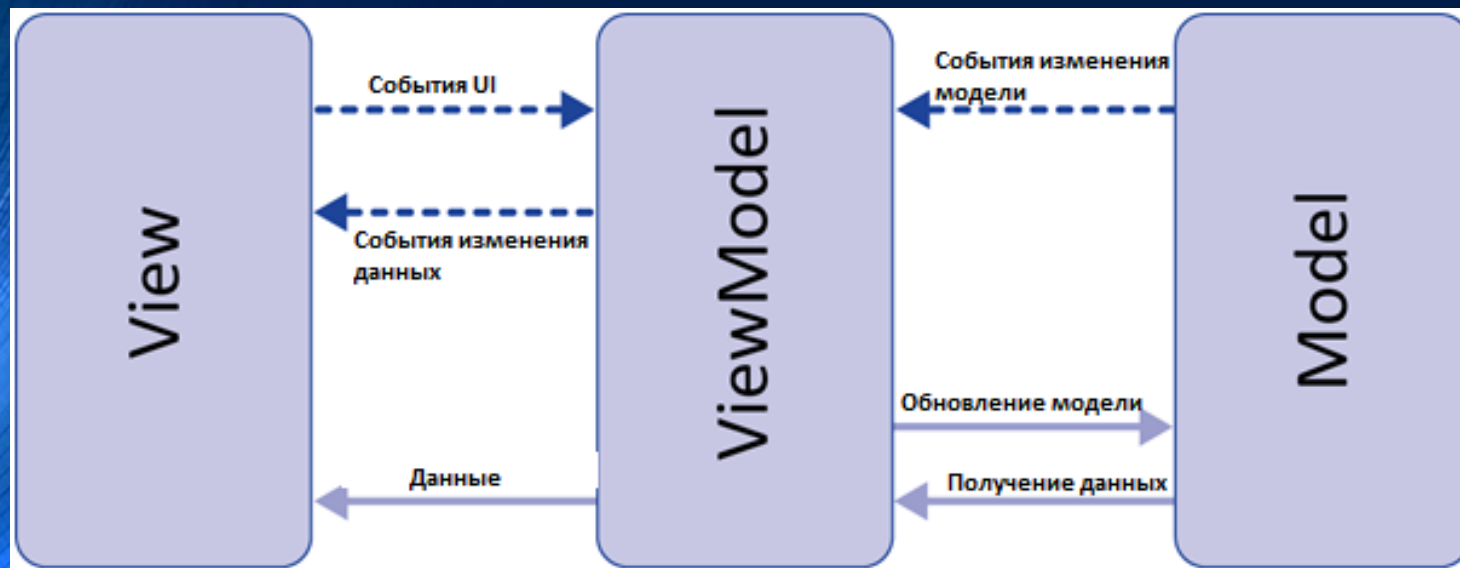 View
События UI
События изменения
данных
Данные
ViewModel
События изменения
модели
Обновление модели
Получение данных
Model